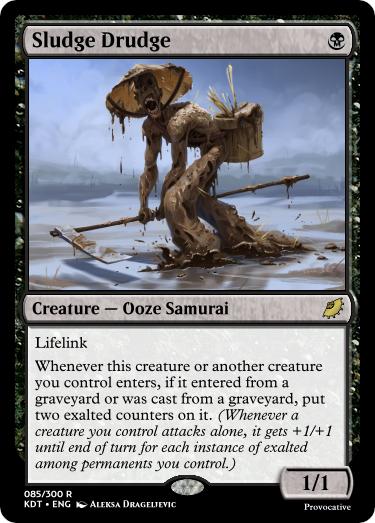 Sludge Drudge
Creature — Ooze Samurai
Lifelink
Whenever this creature or another creature
you control enters, if it entered from a
graveyard or was cast from a graveyard, put
two exalted counters on it. (Whenever a
creature you control attacks alone, it gets +1/+1
until end of turn for each instance of exalted
among permanents you control.)
1/1
085/300 R
KDT • ENG Aleksa Drageljevic
Provocative